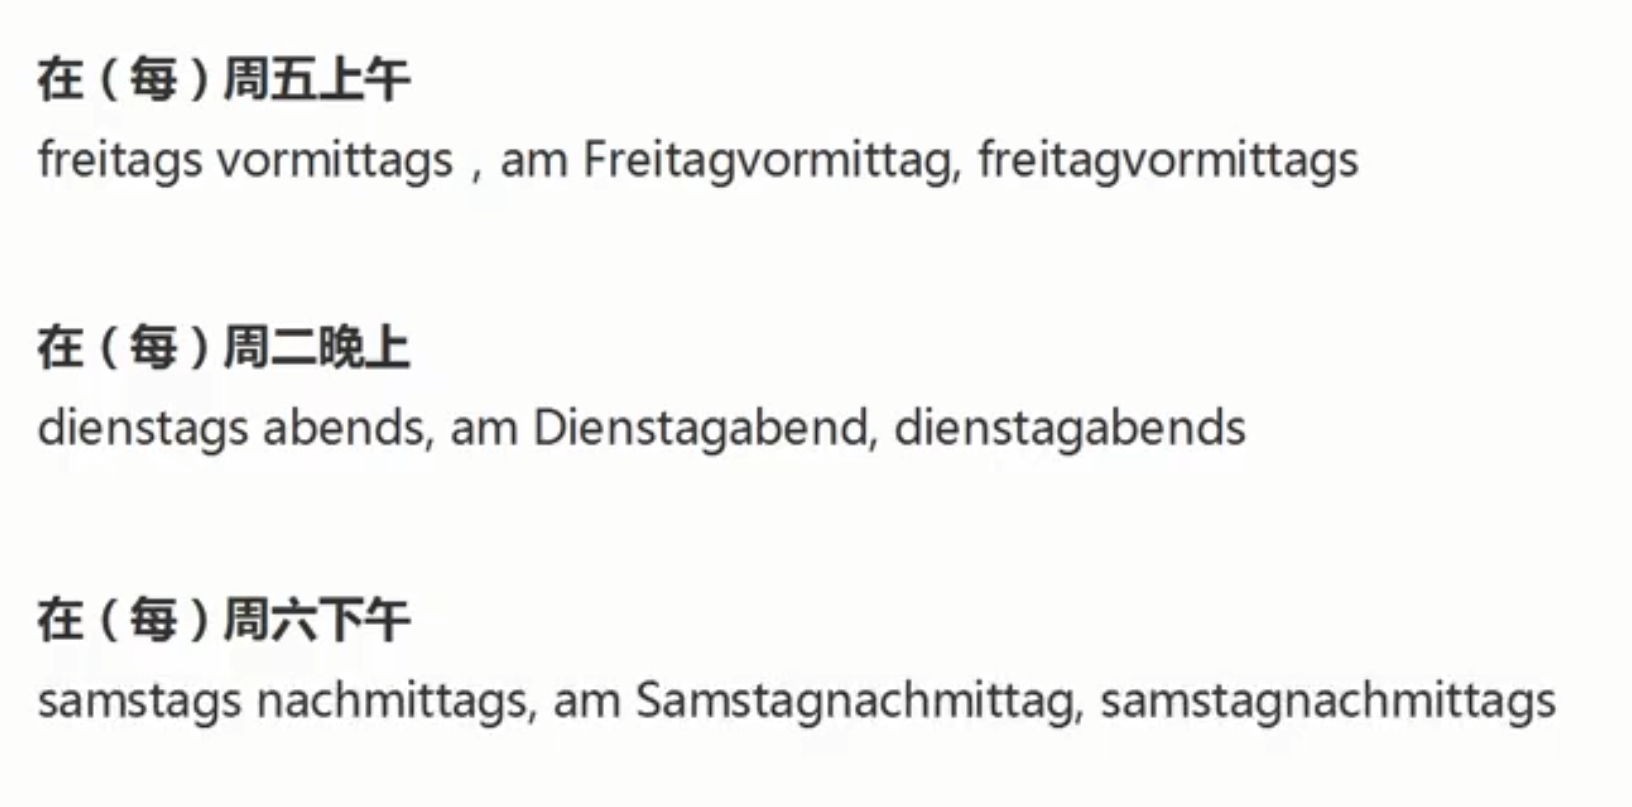 在（每）周五上午
freitags vormittags，am Freitagvormittag, freitagvormittags
在（每）周二晚上
dienstags abends, am Dienstagabend, dienstagabends
在（每）周六下午
samstags nachmittags, am Samstagnachmittag, samstagnachmittags